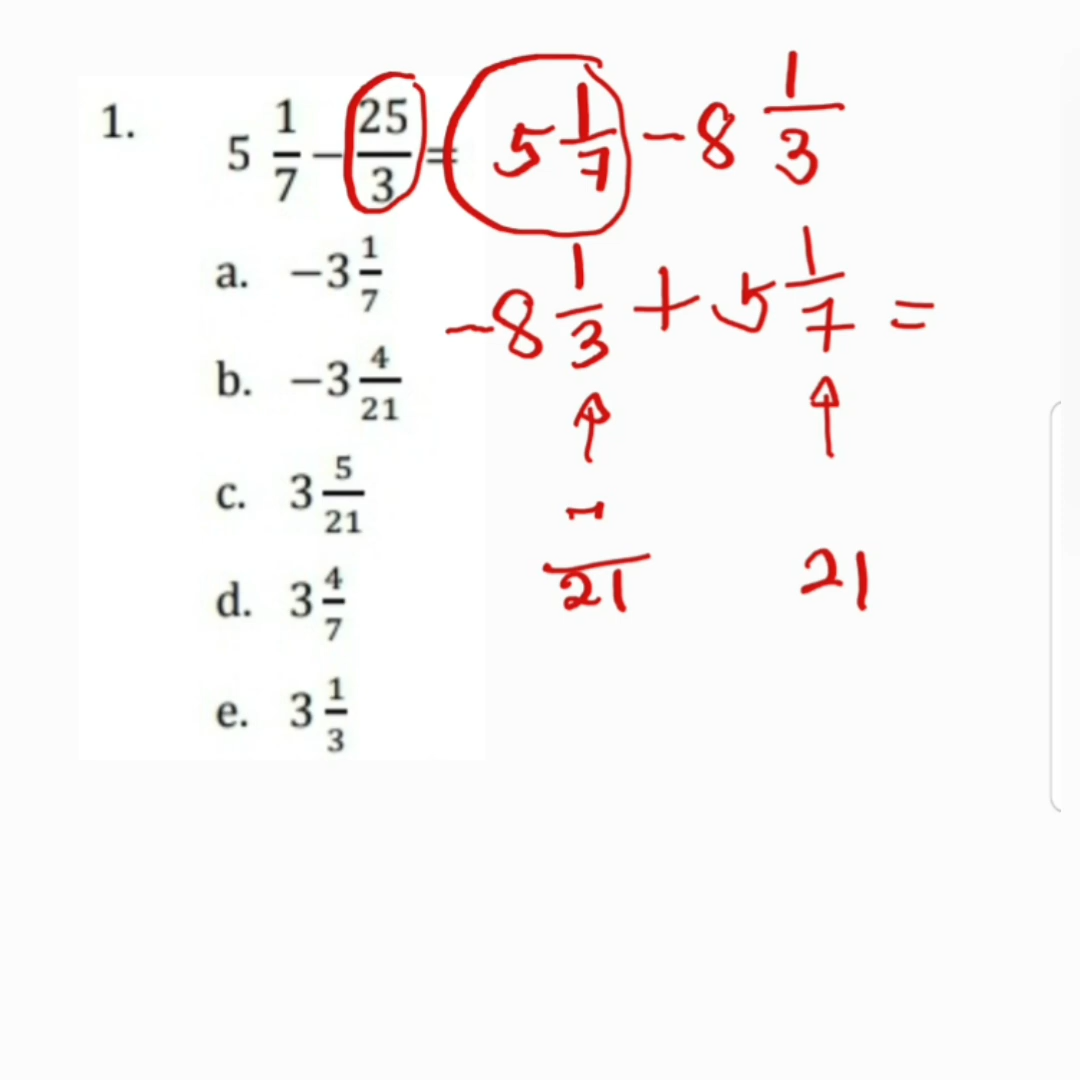 1. 5 1/7 − 25/3 = 5 1/7 - 8 1/3
a. −3 1/7
-8 1/3 + 5 1/7 =
b. −3 4/21
c. 3 5/21
-/21 21
d. 3 4/7
e. 3 1/3